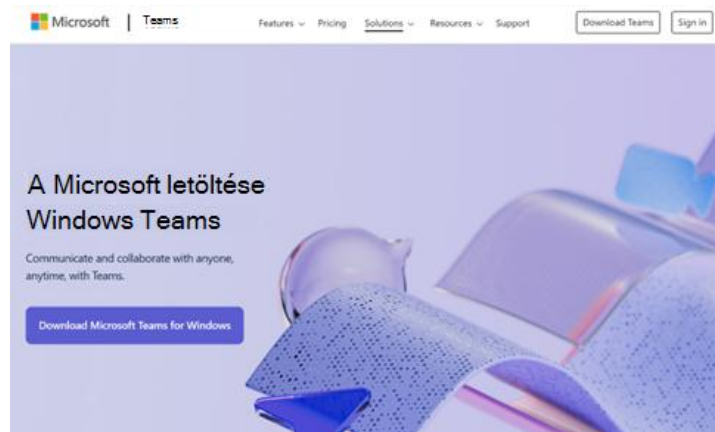 Microsoft | Teams Features Pricing Solutions Resources Support Download Teams Sign in
A Microsoft letöltése
Windows Teams
Communicate and collaborate with anyone,
anytime, with Teams.
Download Microsoft Teams for Windows